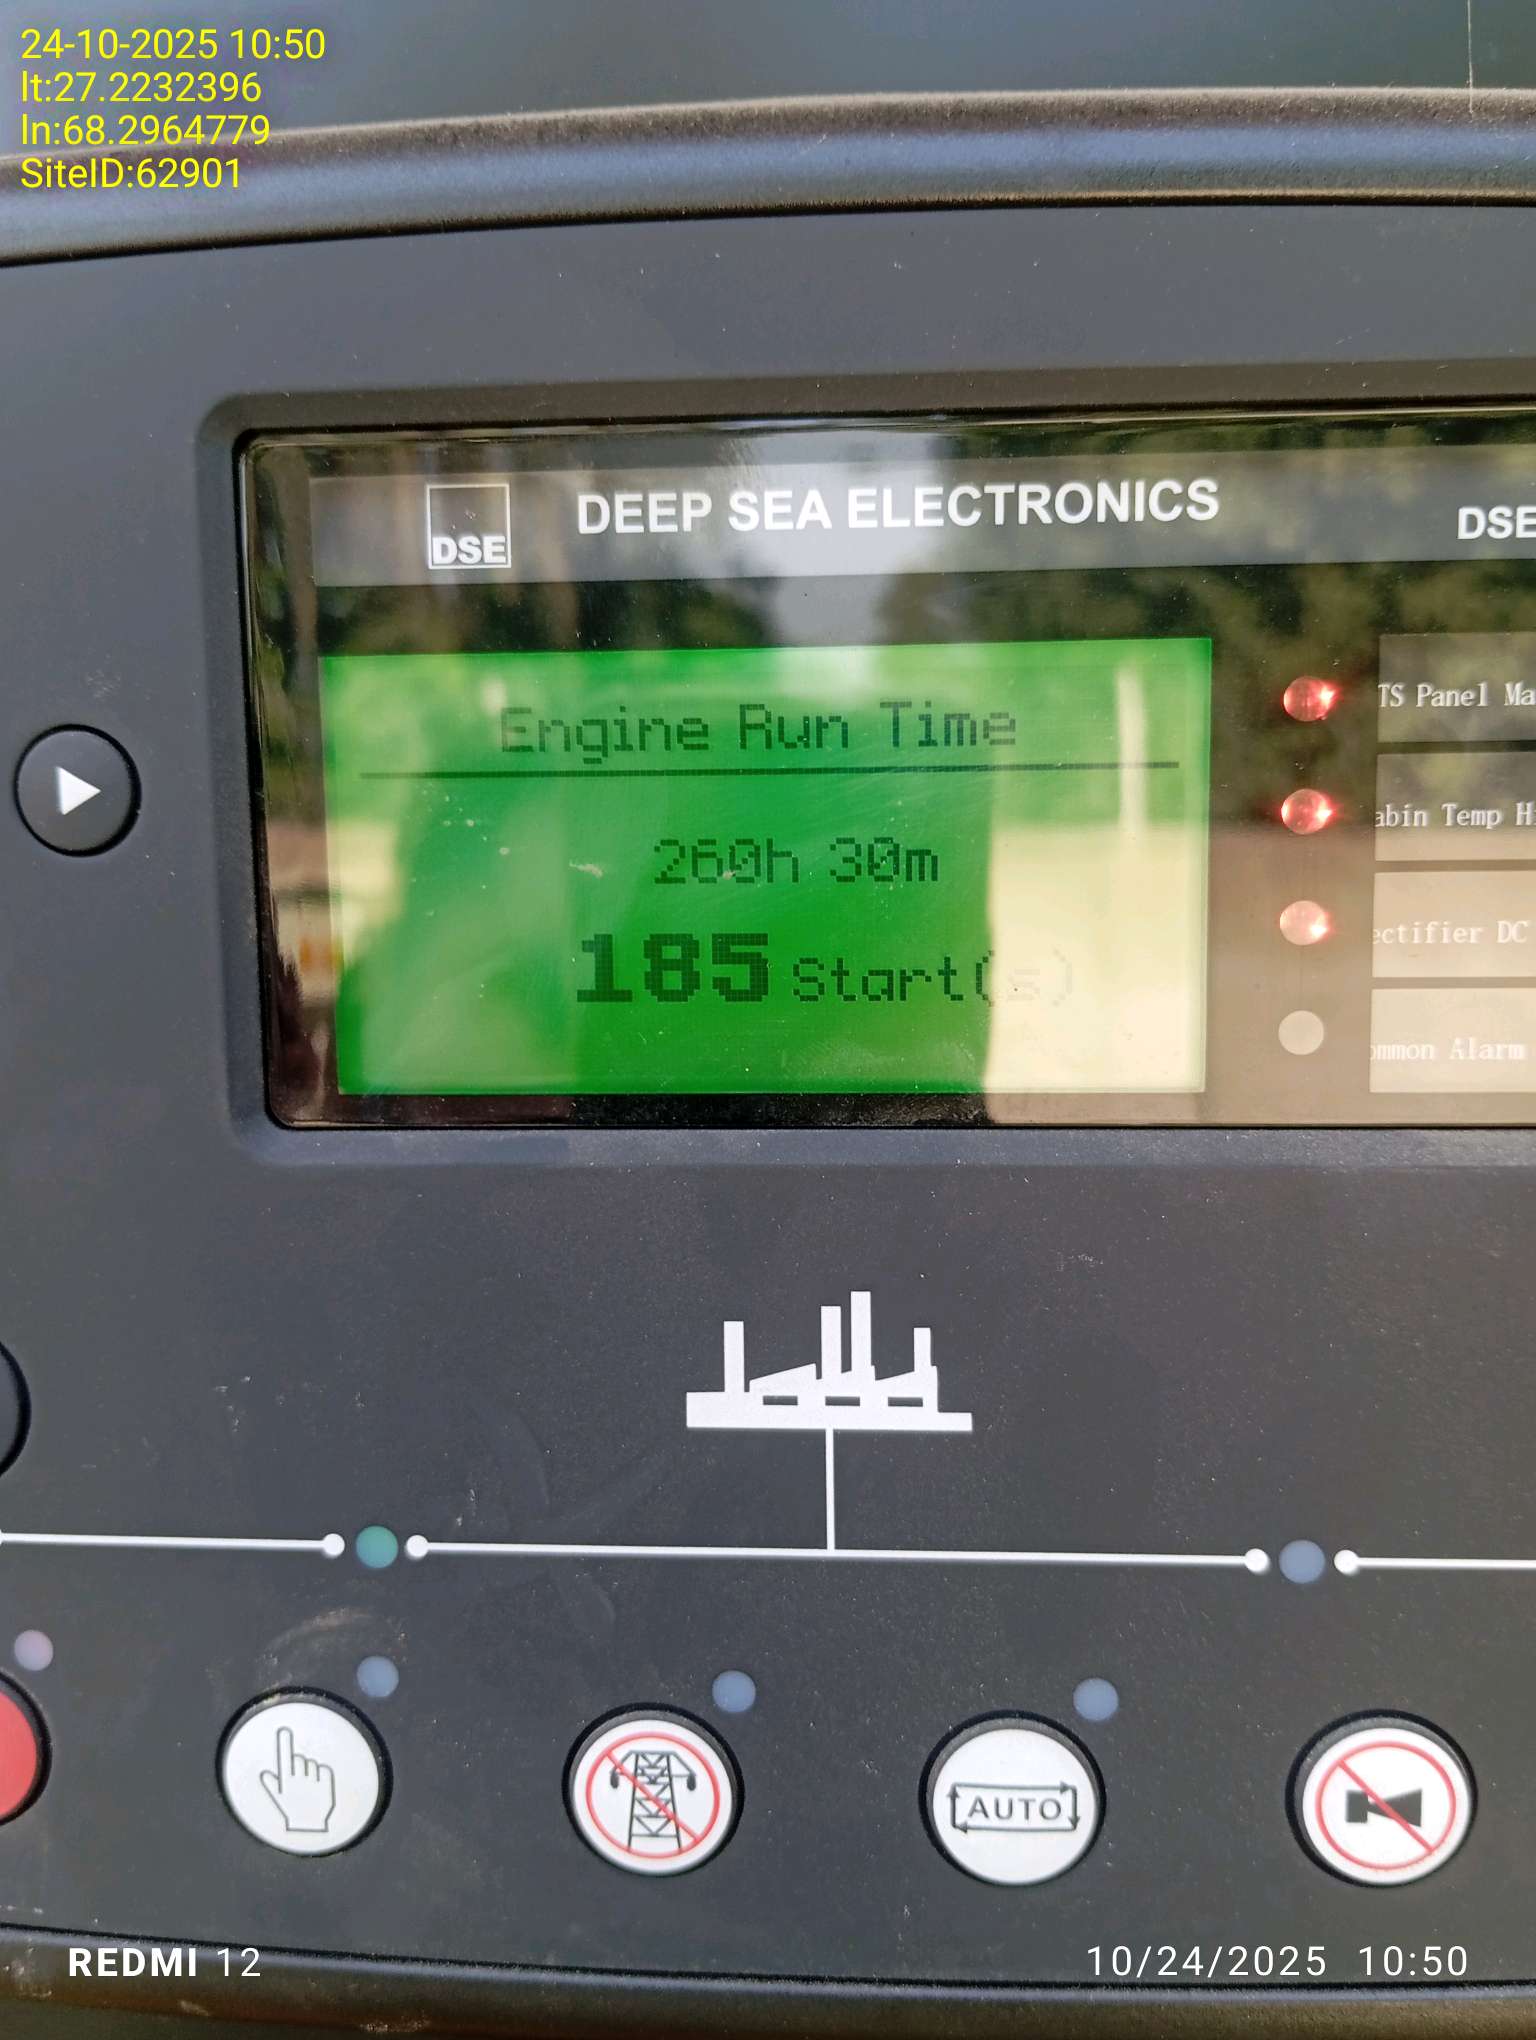 24-10-2025 10:50
lt:27.2232396
ln:68.2964779
SiteID:62901
DSE
DEEP SEA ELECTRONICS
DSE
Engine Run Time
260h 30m
185 Start(s)
TS Panel Ma
abin Temp Hi
ectifier DC
ommon Alarm
AUTO
REDMI 12
10/24/2025 10:50